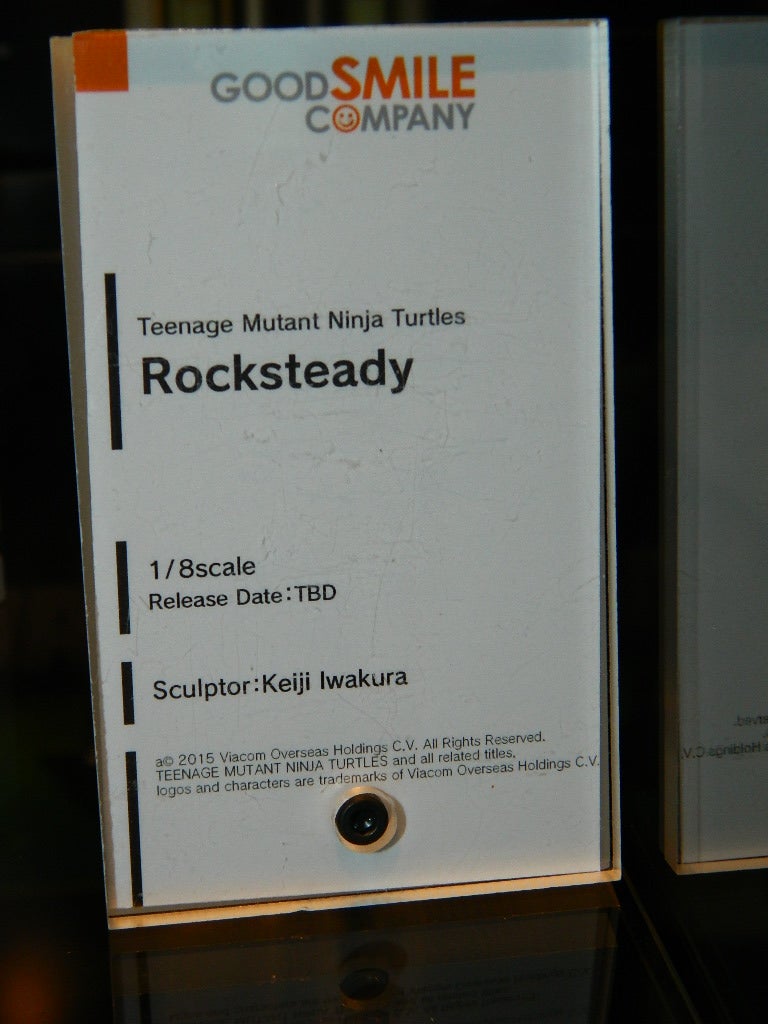 GOODSMILE
COMPANY
Teenage Mutant Ninja Turtles
Rocksteady
1/8scale
Release Date:TBD
Sculptor:Keiji Iwakura
a© 2015 Viacom Overseas Holdings C.V. All Rights Reserved.
TEENAGE MUTANT NINJA TURTLES and all related titles.
logos and characters are trademarks of Viacom Overseas Holdings C.V.